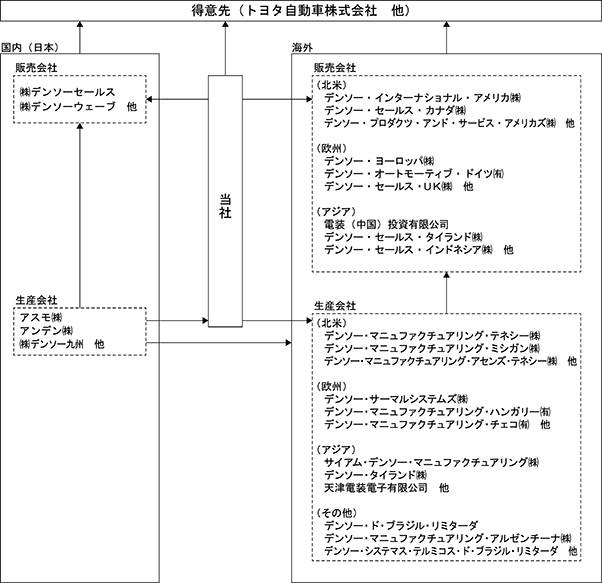 得意先（トヨタ自動車株式会社　他）
国内（日本）
販売会社
㈱デンソーセールス
㈱デンソーウェーブ　他
生産会社
アスモ㈱
アンデン㈱
㈱デンソー九州　他
当社
海外
販売会社
（北米）
デンソー・インターナショナル・アメリカ㈱
デンソー・セールス・カナダ㈱
デンソー・プロダクツ・アンド・サービス・アメリカズ㈱　他
（欧州）
デンソー・ヨーロッパ㈱
デンソー・オートモーティブ・ドイツ㈲
デンソー・セールス・UK㈱　他
（アジア）
電装（中国）投資有限公司
デンソー・セールス・タイランド㈱
デンソー・セールス・インドネシア㈱　他
生産会社
（北米）
デンソー・マニュファクチュアリング・テネシー㈱
デンソー・マニュファクチュアリング・ミシガン㈱
デンソー・マニュファクチュアリング・アセンズ・テネシー㈱　他
（欧州）
デンソー・サーマルシステムズ㈱
デンソー・マニュファクチュアリング・ハンガリー㈲
デンソー・マニュファクチュアリング・チェコ㈲　他
（アジア）
サイアム・デンソー・マニュファクチュアリング㈱
デンソー・タイランド㈱
天津電装電子有限公司　他
（その他）
デンソー・ド・ブラジル・リミターダ
デンソー・マニュファクチュアリング・アルゼンチーナ㈱
デンソー・システマス・テルミコス・ド・ブラジル・リミターダ　他